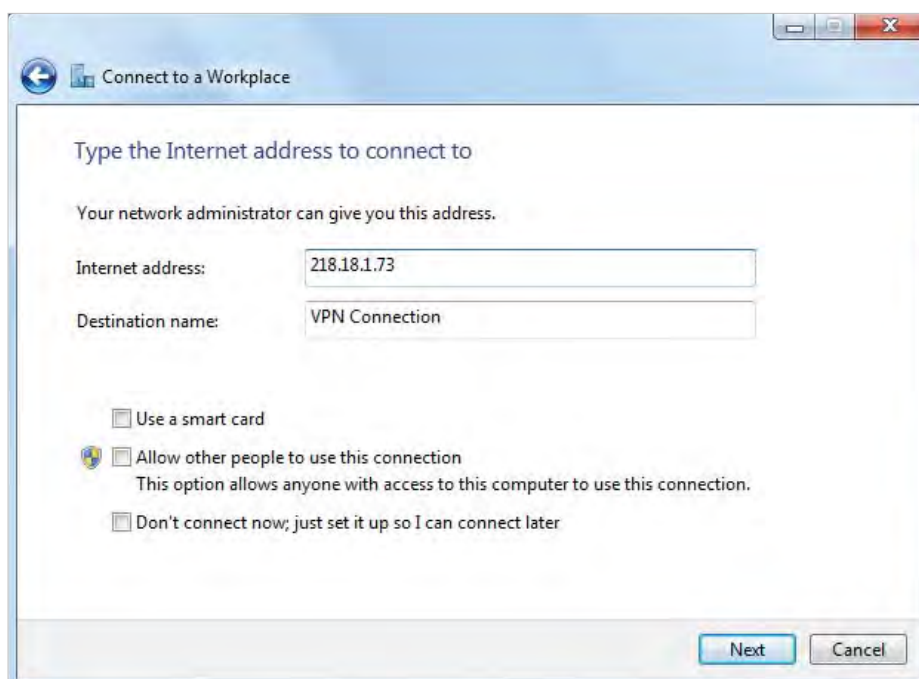 Connect to a Workplace
Type the Internet address to connect to
Your network administrator can give you this address.
Internet address: 218.18.1.73
Destination name: VPN Connection
Use a smart card
Allow other people to use this connection
This option allows anyone with access to this computer to use this connection.
Don't connect now; just set it up so I can connect later
Next Cancel